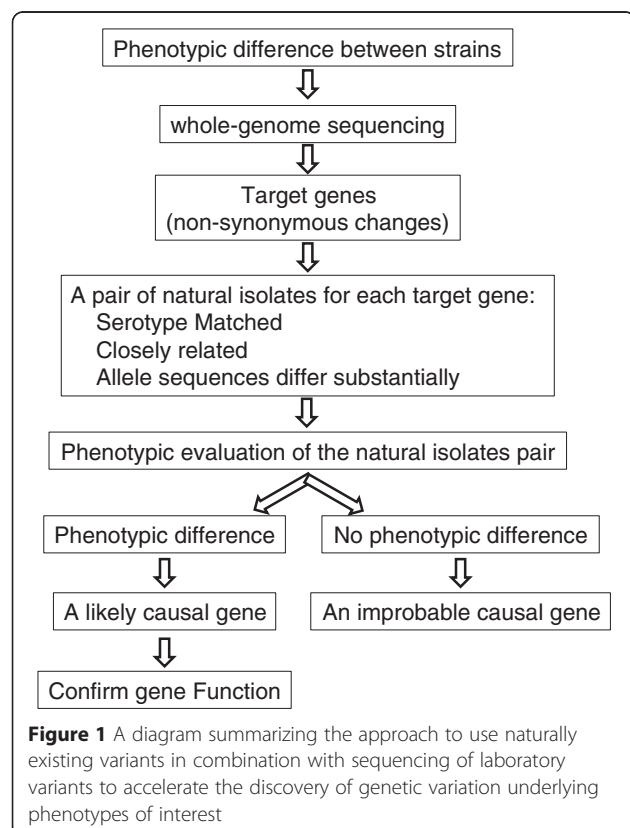 Phenotypic difference between strains
whole-genome sequencing
Target genes
(non-synonymous changes)
A pair of natural isolates for each target gene:
Serotype Matched
Closely related
Allele sequences differ substantially
Phenotypic evaluation of the natural isolates pair
Phenotypic difference
No phenotypic difference
A likely causal gene
An improbable causal gene
Confirm gene Function
Figure 1 A diagram summarizing the approach to use naturally
existing variants in combination with sequencing of laboratory
variants to accelerate the discovery of genetic variation underlying
phenotypes of interest